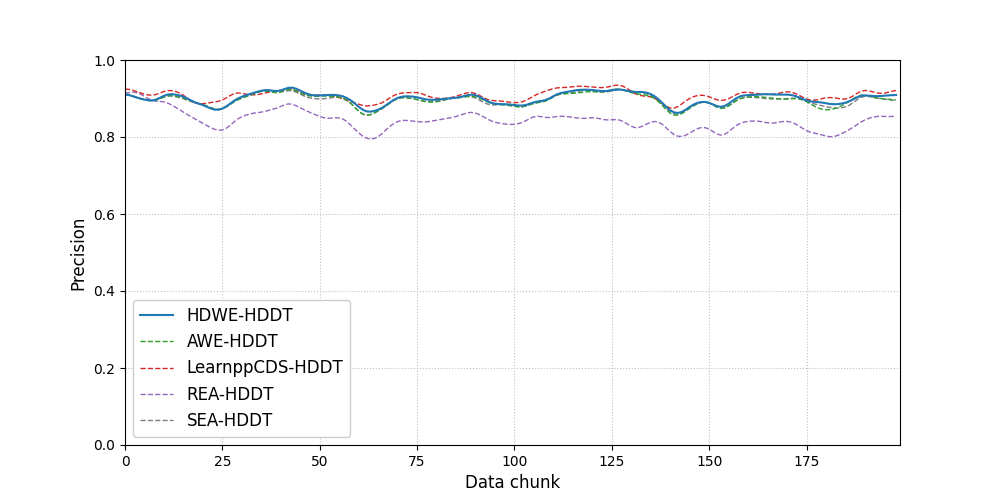 1.0
0.8
0.6
0.4
0.2
0.0
Precision
HDWE-HDDT
AWE-HDDT
LearnppCDS-HDDT
REA-HDDT
SEA-HDDT
0 25 50 75 100 125 150 175
Data chunk